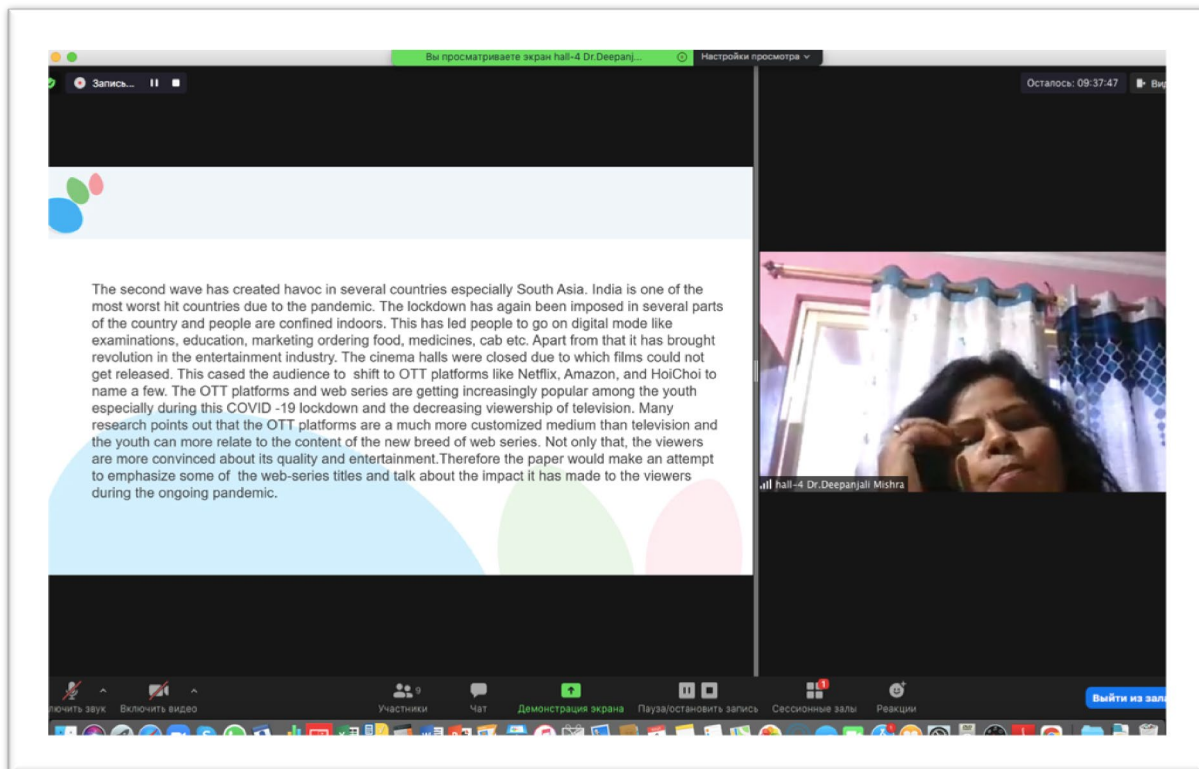 Вы просматриваете экран hall-4 Dr.Deepanj...
Настройки просмотра
Запись...
Осталось: 09:37:47
The second wave has created havoc in several countries especially South Asia. India is one of the
most worst hit countries due to the pandemic. The lockdown has again been imposed in several parts
of the country and people are confined indoors. This has led people to go on digital mode like
examinations, education, marketing ordering food, medicines, cab etc. Apart from that it has brought
revolution in the entertainment industry. The cinema halls were closed due to which films could not
get released. This cased the audience to shift to OTT platforms like Netflix, Amazon, and HoiChoi to
name a few. The OTT platforms and web series are getting increasingly popular among the youth
especially during this COVID -19 lockdown and the decreasing viewership of television. Many
research points out that the OTT platforms are a much more customized medium than television and
the youth can more relate to the content of the new breed of web series. Not only that, the viewers
are more convinced about its quality and entertainment.Therefore the paper would make an attempt
to emphasize some of the web-series titles and talk about the impact it has made to the viewers
during the ongoing pandemic.
hall-4 Dr.Deepanjali Mishra
9
1
лючить звук
Включить видео
Участники
Чат
Демонстрация экрана
Пауза/остановить запись
Сессионные залы
Реакции
Выйти из зала